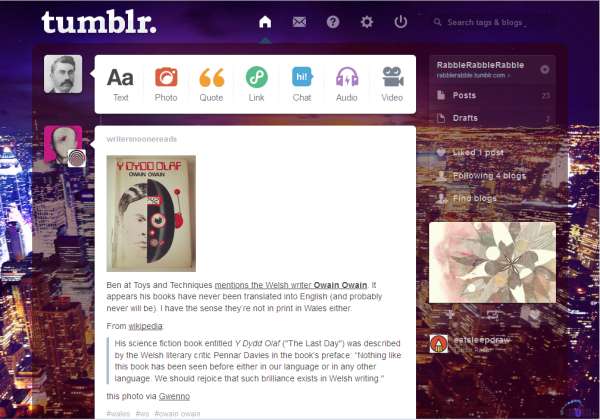 tumblr.
Search tags & blogs
Aa
hi!
Text Photo Quote Link Chat Audio Video
RabbleRabbleRabble
rabblerabble.tumblr.com
Posts 23
Drafts 2
Liked 1 post
Following 4 blogs
Find blogs
writermoonereads
Y DYDD OLAF
OWAIN OWAIN
Ben at Toys and Techniques mentions the Welsh writer Owain Owain. It
appears his books have never been translated into English (and probably
never will be). I have the sense they're not in print in Wales either.
From wikipedia:
His science fiction book entitled Y Dydd Olaf ("The Last Day") was described
by the Welsh literary critic Pennar Davies in the book's preface: "Nothing like
this book has been seen before either in our language or in any other
language. We should rejoice that such brilliance exists in Welsh writing."
this photo via Gwenno
#wales #ws #owain owain
eatsleepdraw